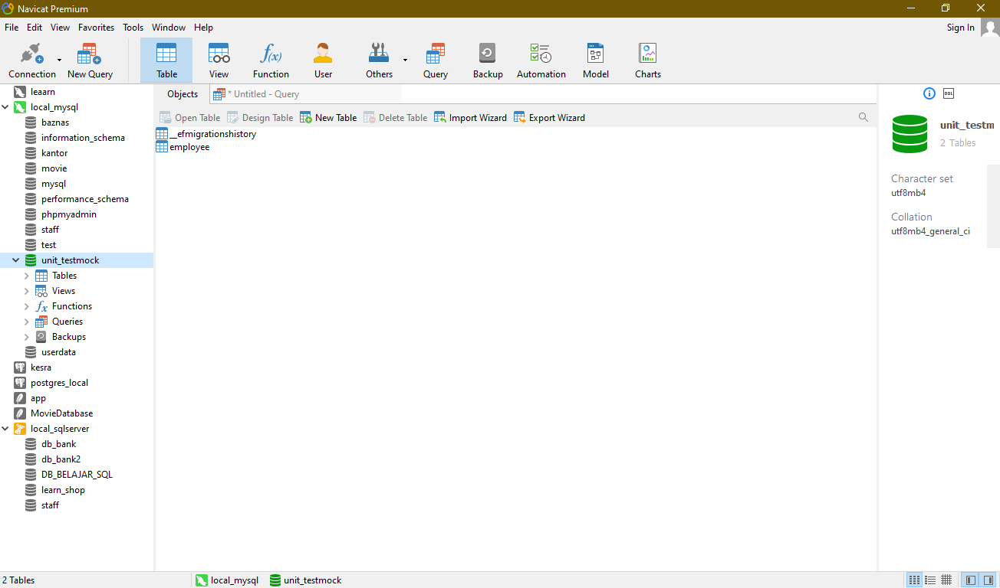 Navicat Premium
File Edit View Favorites Tools Window Help Sign In
Connection New Query Table View Function User Others Query Backup Automation Model Charts
Objects * Untitled - Query
Open Table Design Table New Table Delete Table Import Wizard Export Wizard
leaarn
local_mysql
baznas
information_schema
kantor
movie
mysql
performance_schema
phpmyadmin
staff
test
unit_testmock
Tables
Views
Functions
Queries
Backups
userdata
kesra
postgres_local
app
MovieDatabase
local_sqlserver
db_bank
db_bank2
DB_BELAJAR_SQL
learn_shop
staff
__efmigrationshistory
employee
DDL
unit_testm
2 Tables
Character set
utf8mb4
Collation
utf8mb4_general_ci
2 Tables local_mysql unit_testmock